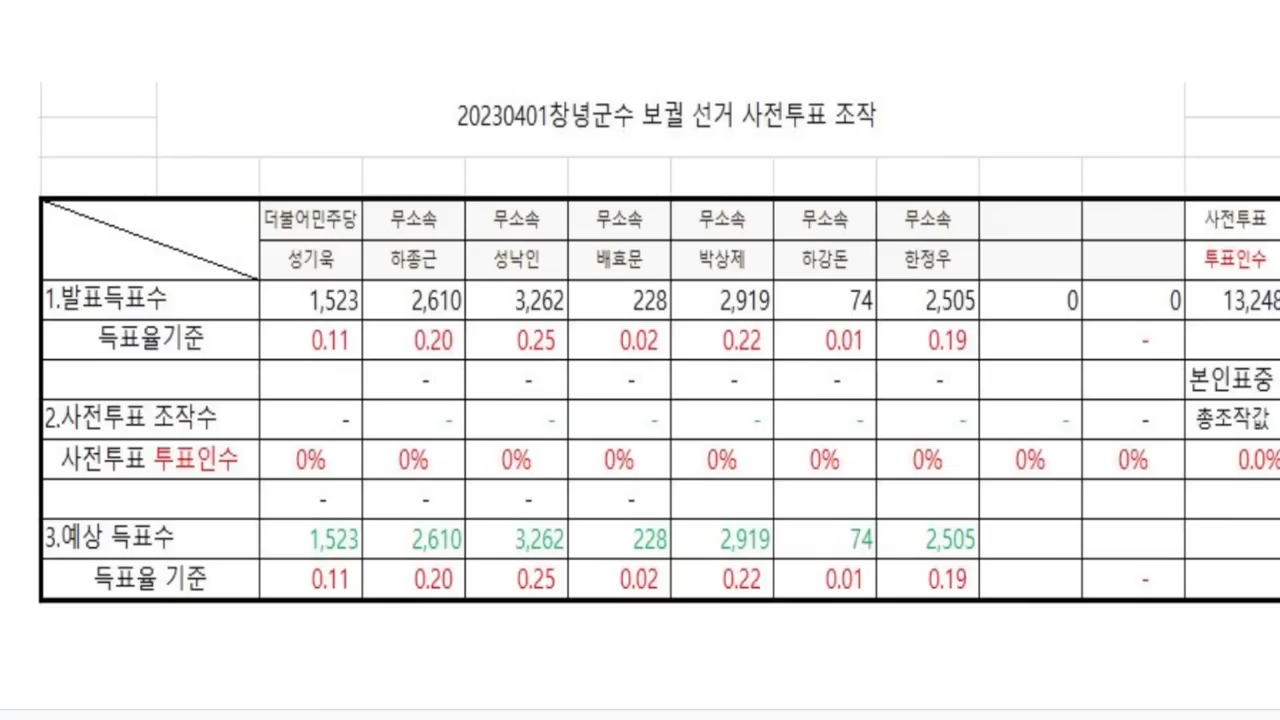 20230401창녕군수 보궐 선거 사전투표 조작
더불어민주당 무소속 무소속 무소속 무소속 무소속 무소속 사전투표
성기욱 하종근 성낙인 배효문 박상제 하강돈 한정우 투표인수
1.발표득표수 1,523 2,610 3,262 228 2,919 74 2,505 0 0 13,248
득표율기준 0.11 0.20 0.25 0.02 0.22 0.01 0.19 -
- - - - - - 본인표중
2.사전투표 조작수 - - - - - - - - - 총조작값
사전투표 투표인수 0% 0% 0% 0% 0% 0% 0% 0% 0% 0.0%
- - - -
3.예상 득표수 1,523 2,610 3,262 228 2,919 74 2,505
득표율 기준 0.11 0.20 0.25 0.02 0.22 0.01 0.19 -